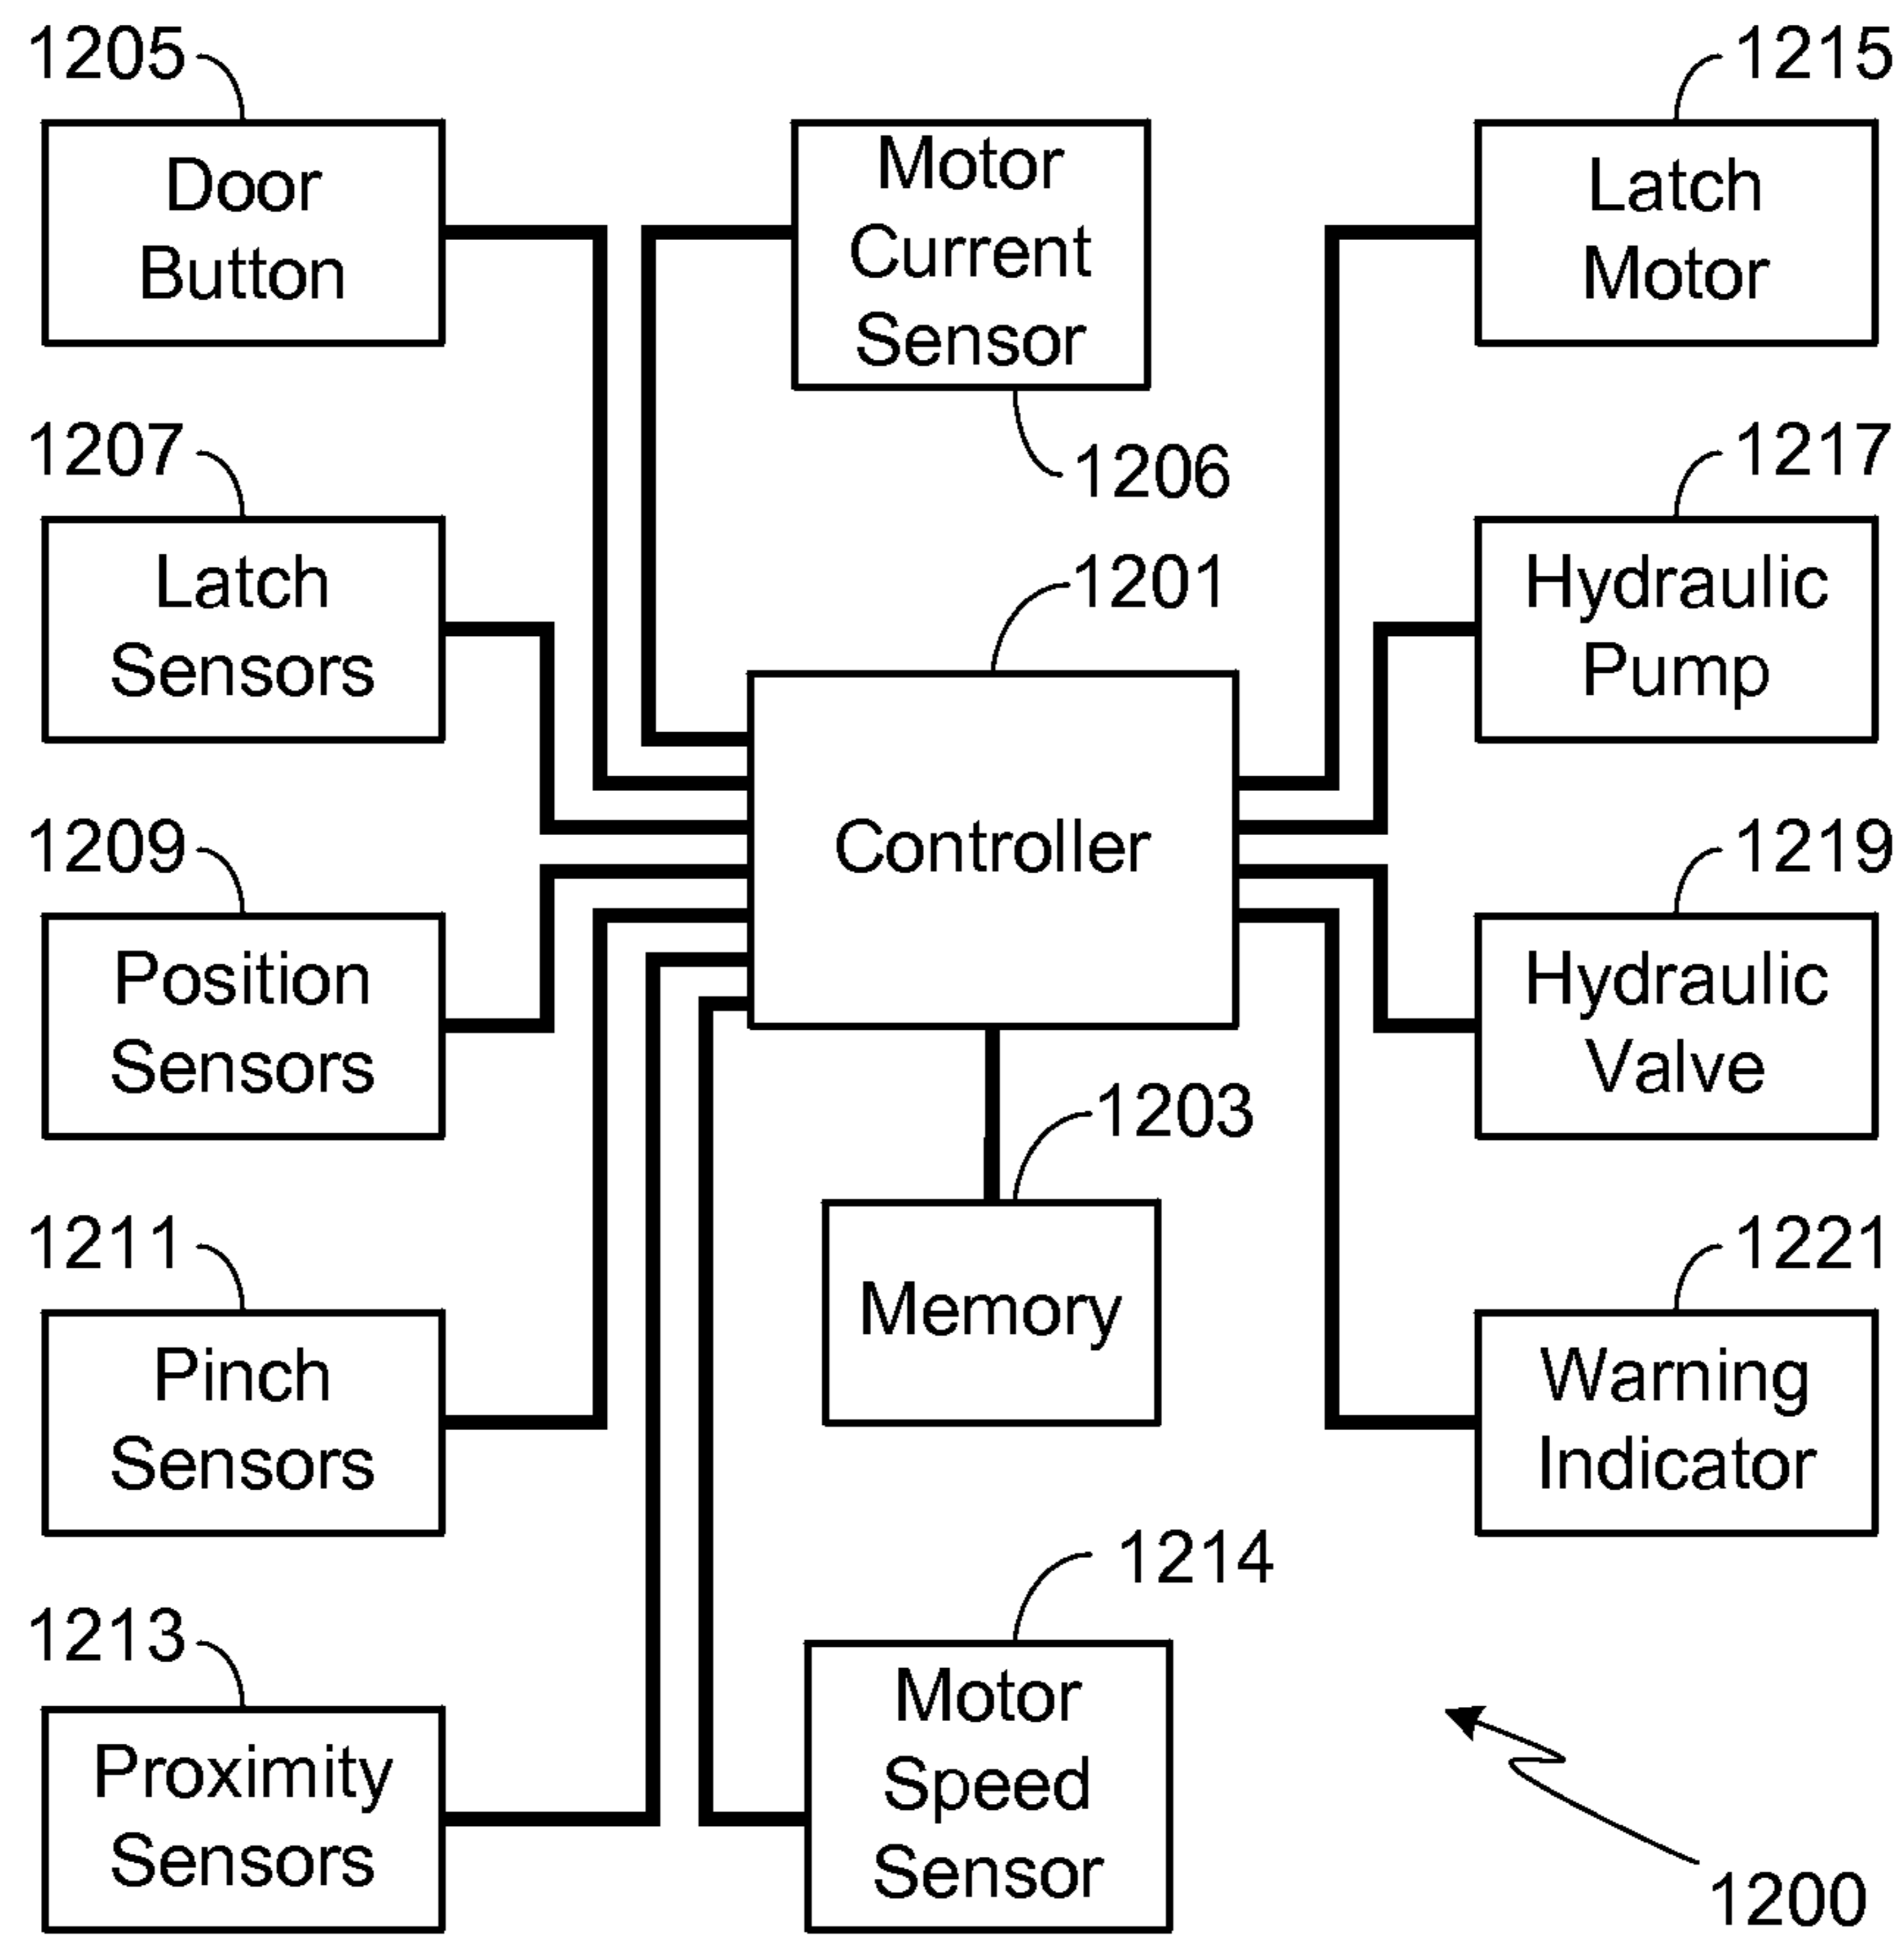 1205
Door
Button
Motor
Current
Sensor
1206
1215
Latch
Motor
1207
Latch
Sensors
1201
Controller
1217
Hydraulic
Pump
1209
Position
Sensors
1203
Memory
1219
Hydraulic
Valve
1211
Pinch
Sensors
1221
Warning
Indicator
1213
Proximity
Sensors
1214
Motor
Speed
Sensor
1200